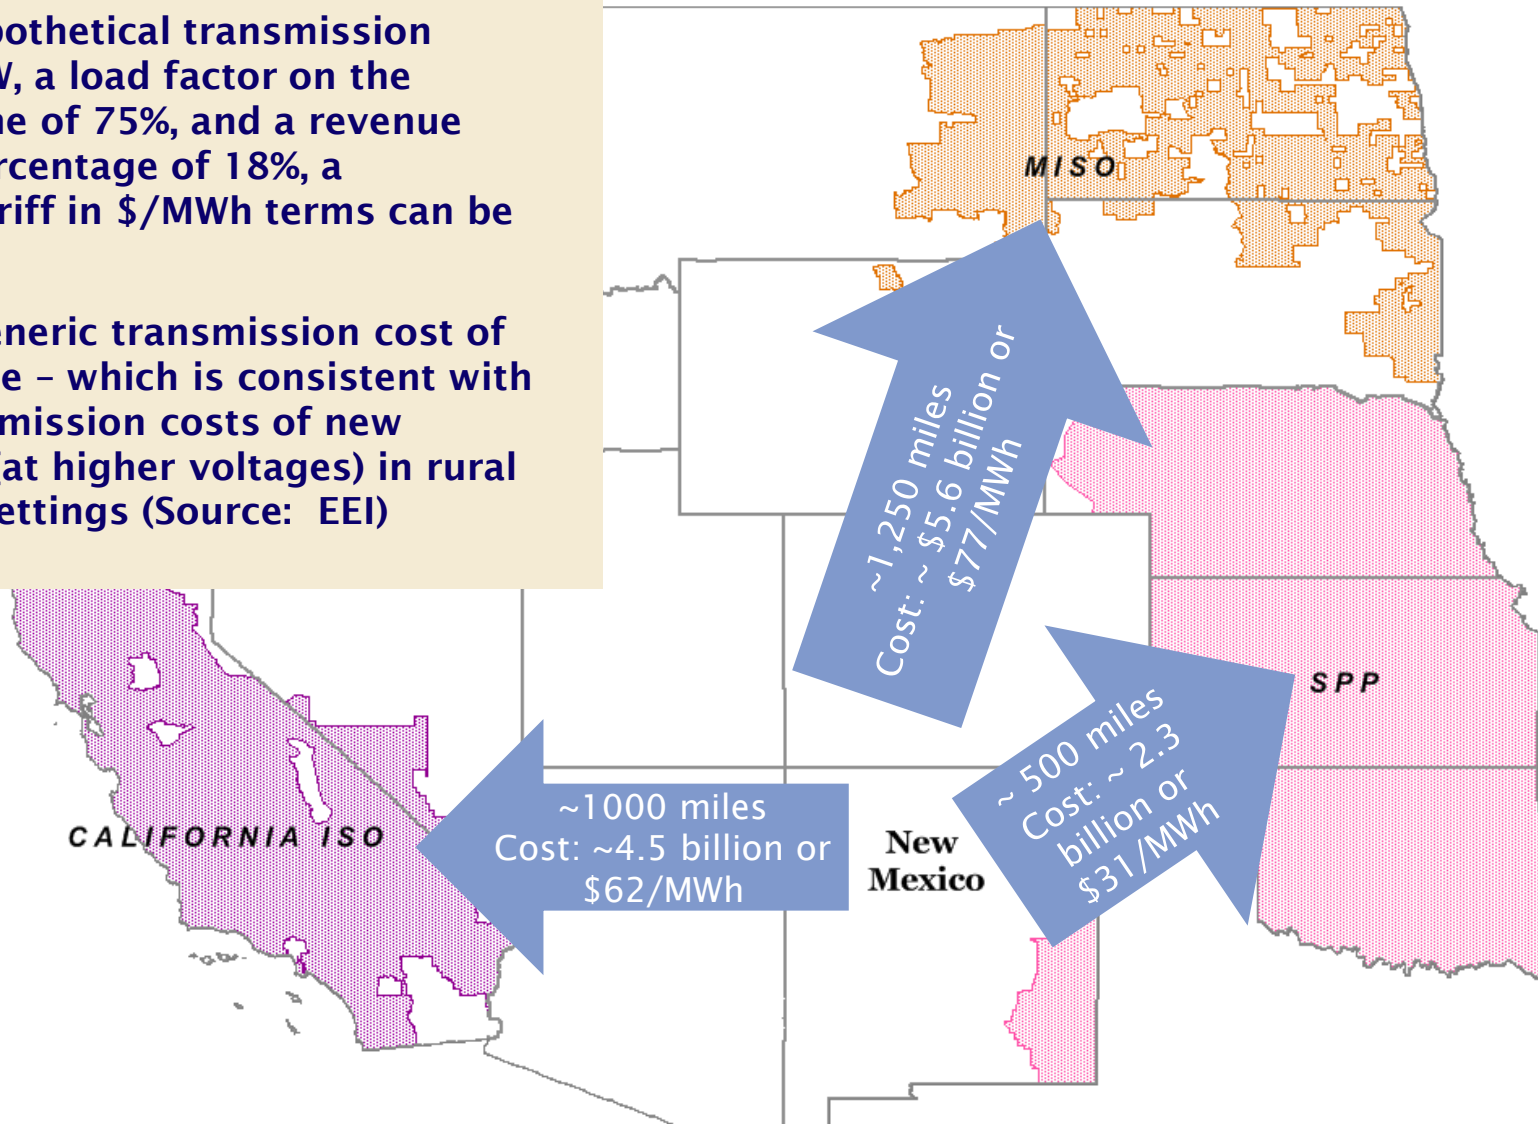 pothetical transmission
W, a load factor on the
ne of 75%, and a revenue
rcentage of 18%, a
riff in $/MWh terms can be
eneric transmission cost of
e – which is consistent with
mission costs of new
(at higher voltages) in rural
ettings (Source: EEI)
MISO
~1,250 miles
Cost: ~ $5.6 billion or
$77/MWh
SPP
~ 500 miles
Cost: ~ 2.3
billion or
$31/MWh
CALIFORNIA ISO
~1000 miles
Cost: ~4.5 billion or
$62/MWh
New
Mexico